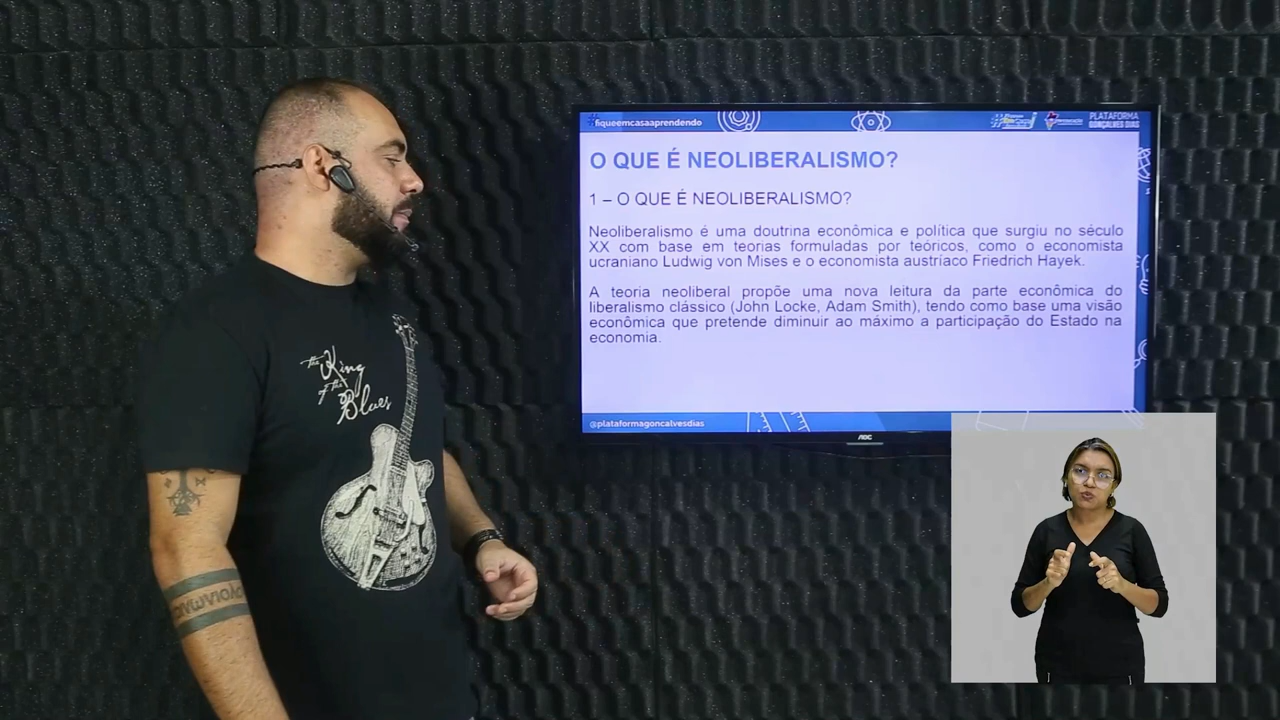 #fiqueemcasaaprendendo
PLATAFORMA
GONÇALVES DIAS
O QUE É NEOLIBERALISMO?
1 – O QUE É NEOLIBERALISMO?
Neoliberalismo é uma doutrina econômica e política que surgiu no século
XX com base em teorias formuladas por teóricos, como o economista
ucraniano Ludwig von Mises e o economista austríaco Friedrich Hayek.
A teoria neoliberal propõe uma nova leitura da parte econômica do
liberalismo clássico (John Locke, Adam Smith), tendo como base uma visão
econômica que pretende diminuir ao máximo a participação do Estado na
economia.
@plataformagoncalvesdias
AOC
the King
of the
Blues